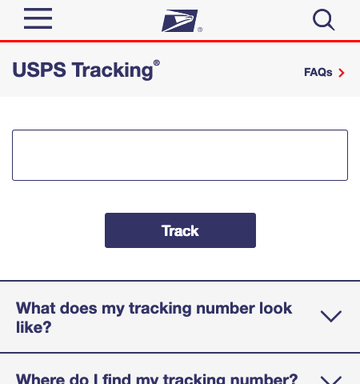 USPS Tracking®
FAQs
Track
What does my tracking number look
like?
Where do I find my tracking number?